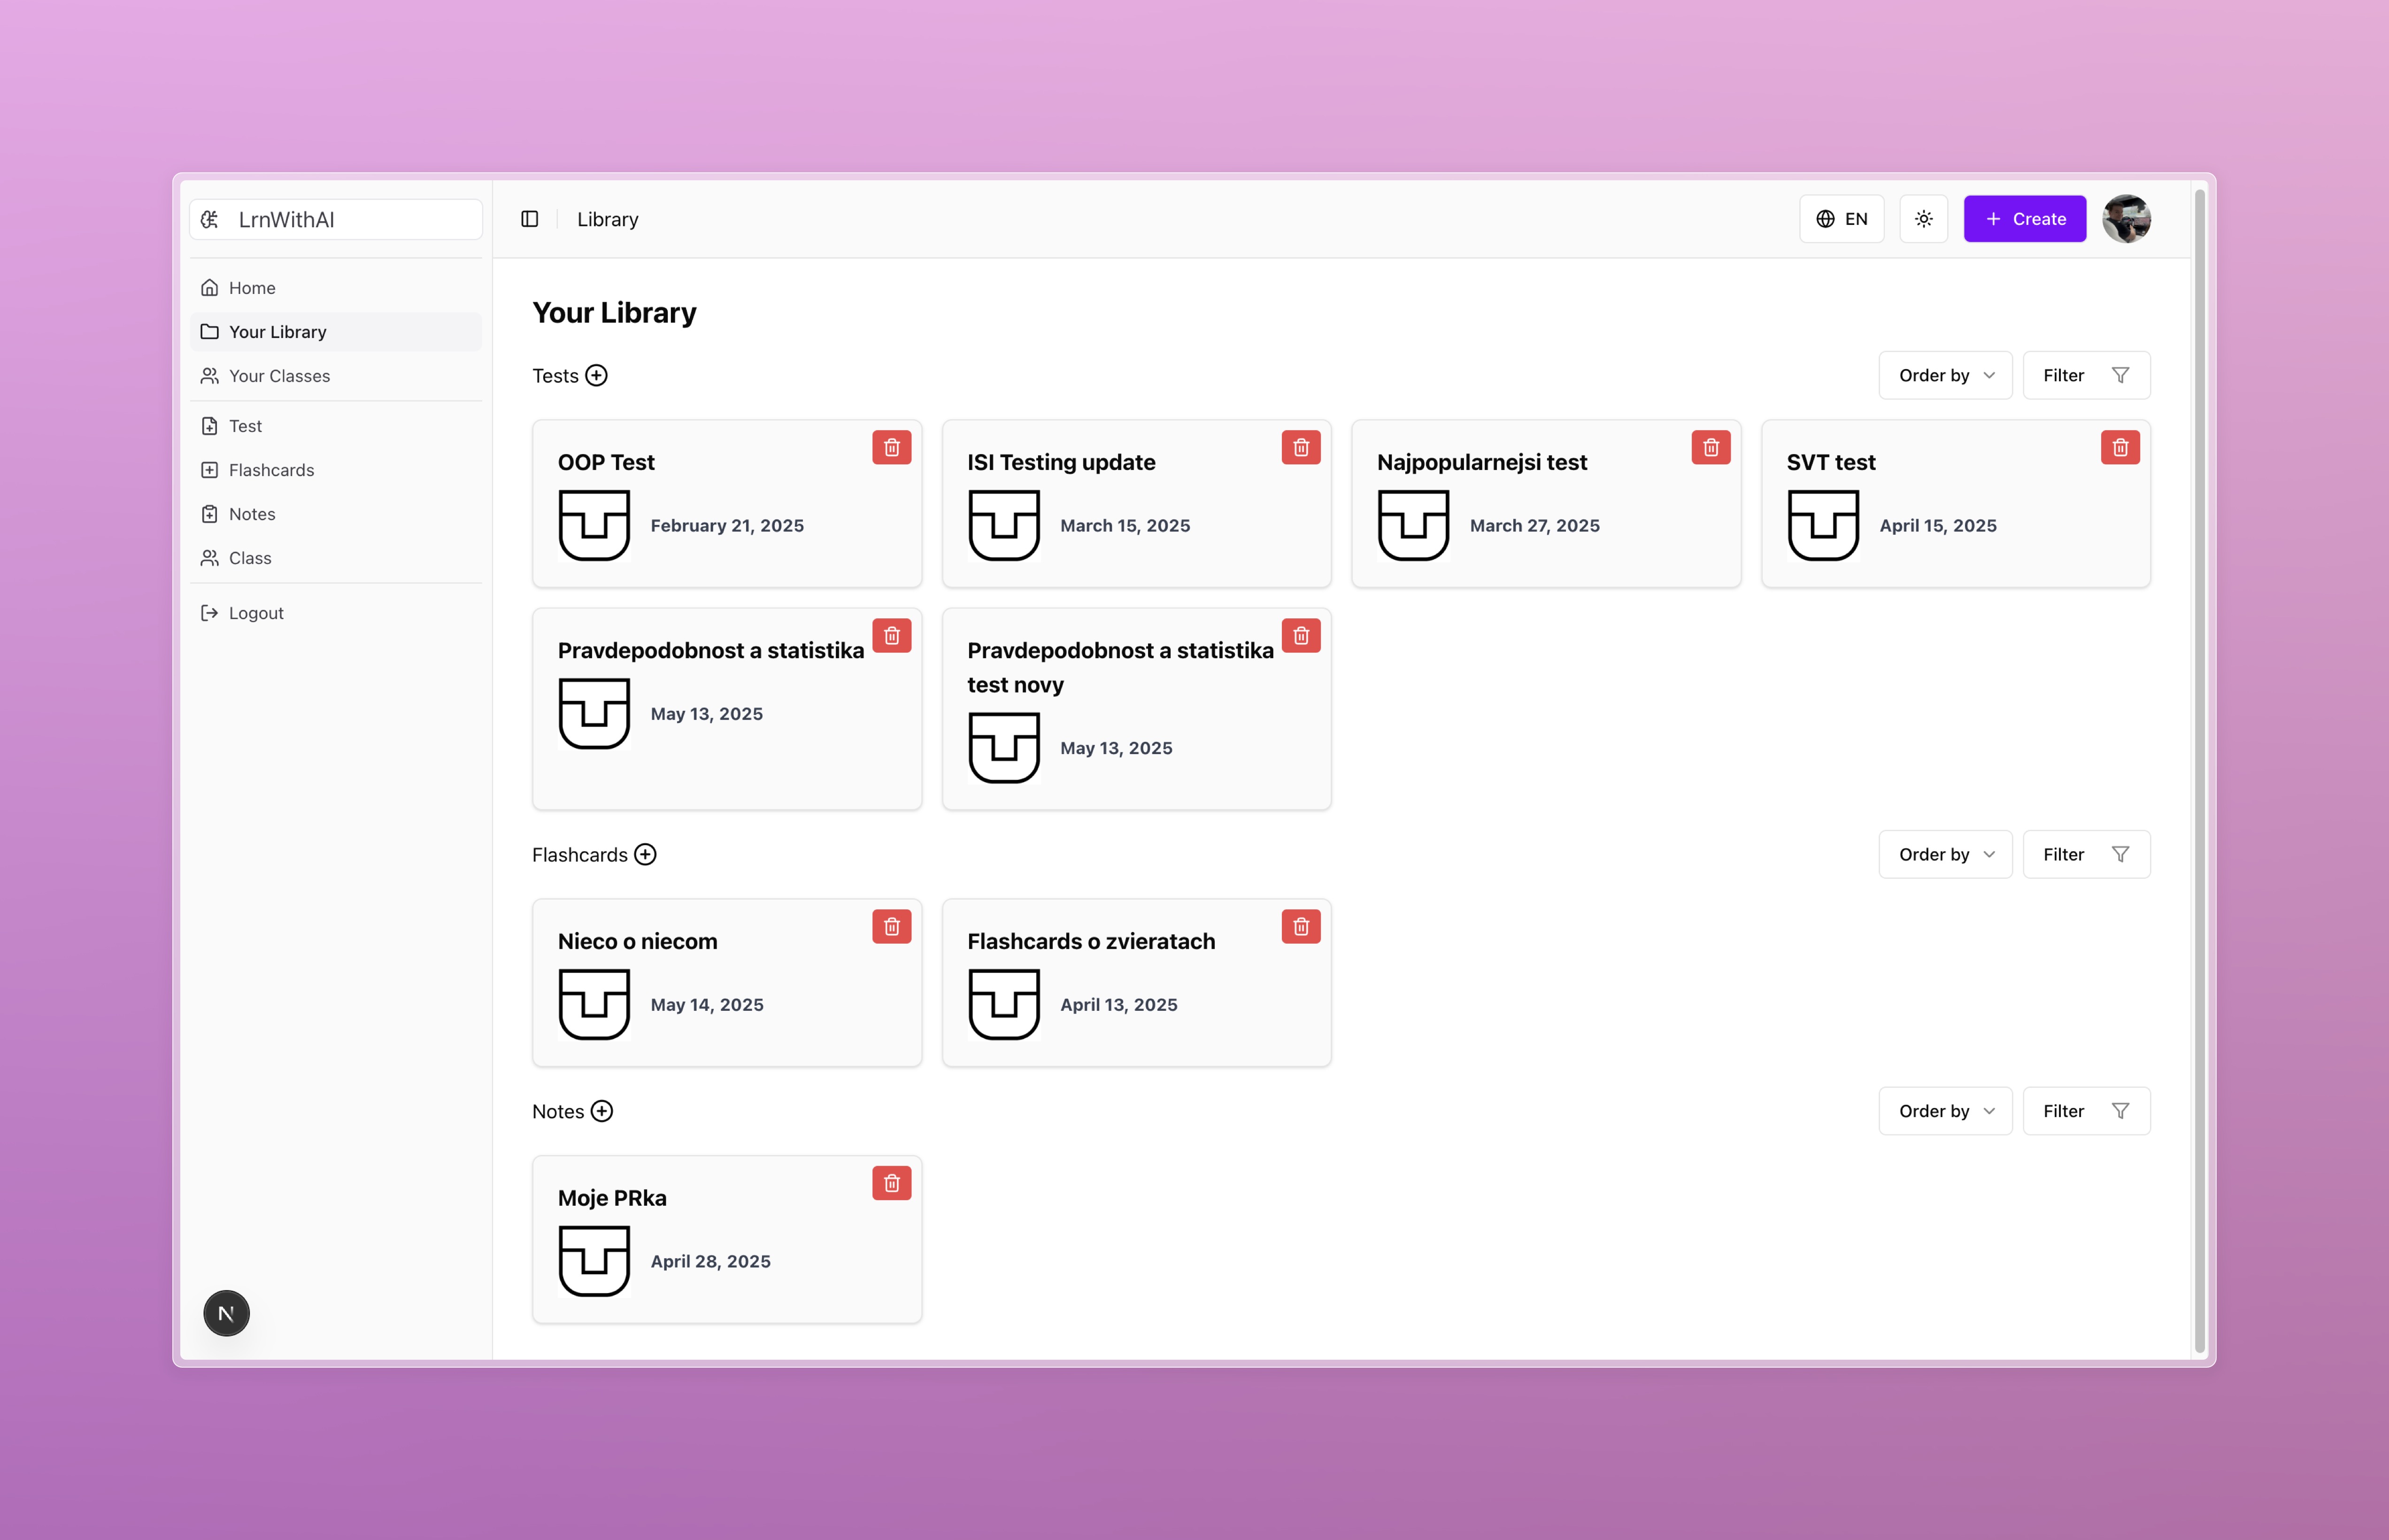 LrnWithAI
Home
Your Library
Your Classes
Test
Flashcards
Notes
Class
Logout
N
Library
EN
Create
Your Library
Tests
Order by
Filter
OOP Test
February 21, 2025
ISI Testing update
March 15, 2025
Najpopularnejsi test
March 27, 2025
SVT test
April 15, 2025
Pravdepodobnost a statistika
May 13, 2025
Pravdepodobnost a statistika
test novy
May 13, 2025
Flashcards
Order by
Filter
Nieco o niecom
May 14, 2025
Flashcards o zvieratach
April 13, 2025
Notes
Order by
Filter
Moje PRka
April 28, 2025